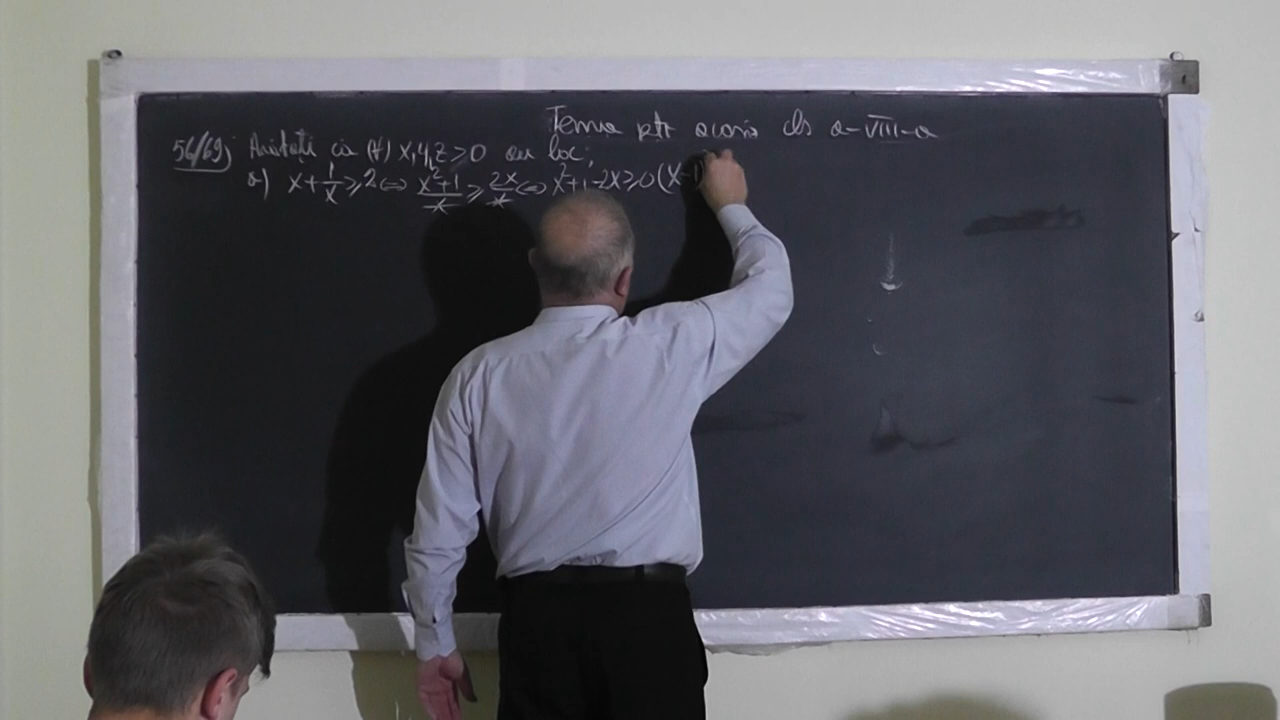 Tema ptr acasă cls a-VIII-a
56/69) Arătați că (∀) x,y,z>0 au loc:
a) x+1/x≥2⇔ x²+1/x ≥ 2x/x ⇔ x²+1-2x≥0 (x-1)